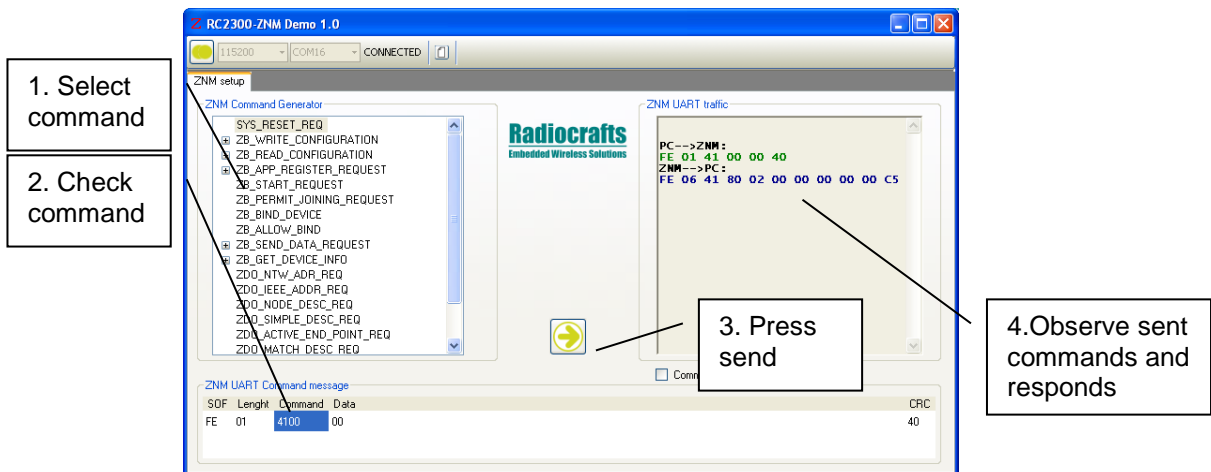 RC2300-ZNM Demo 1.0
115200 COM16 CONNECTED
ZNM setup
1. Select
command
2. Check
command
ZNM Command Generator
SYS_RESET_REQ
ZB_WRITE_CONFIGURATION
ZB_READ_CONFIGURATION
ZB_APP_REGISTER_REQUEST
ZB_START_REQUEST
ZB_PERMIT_JOINING_REQUEST
ZB_BIND_DEVICE
ZB_ALLOW_BIND
ZB_SEND_DATA_REQUEST
ZB_GET_DEVICE_INFO
ZDO_NTW_ADR_REQ
ZDO_IEEE_ADDR_REQ
ZDO_NODE_DESC_REQ
ZDO_SIMPLE_DESC_REQ
ZDO_ACTIVE_END_POINT_REQ
ZDO_MATCH_DESC_REQ
Radiocrafts
Embedded Wireless Solutions
ZNM UART traffic
PC-->ZNM:
FE 01 41 00 00 40
ZNM-->PC:
FE 06 41 80 02 00 00 00 00 00 C5
3. Press
send
4.Observe sent
commands and
responds
ZNM UART Command message
SOF Lenght Command Data CRC
FE 01 4100 00 40